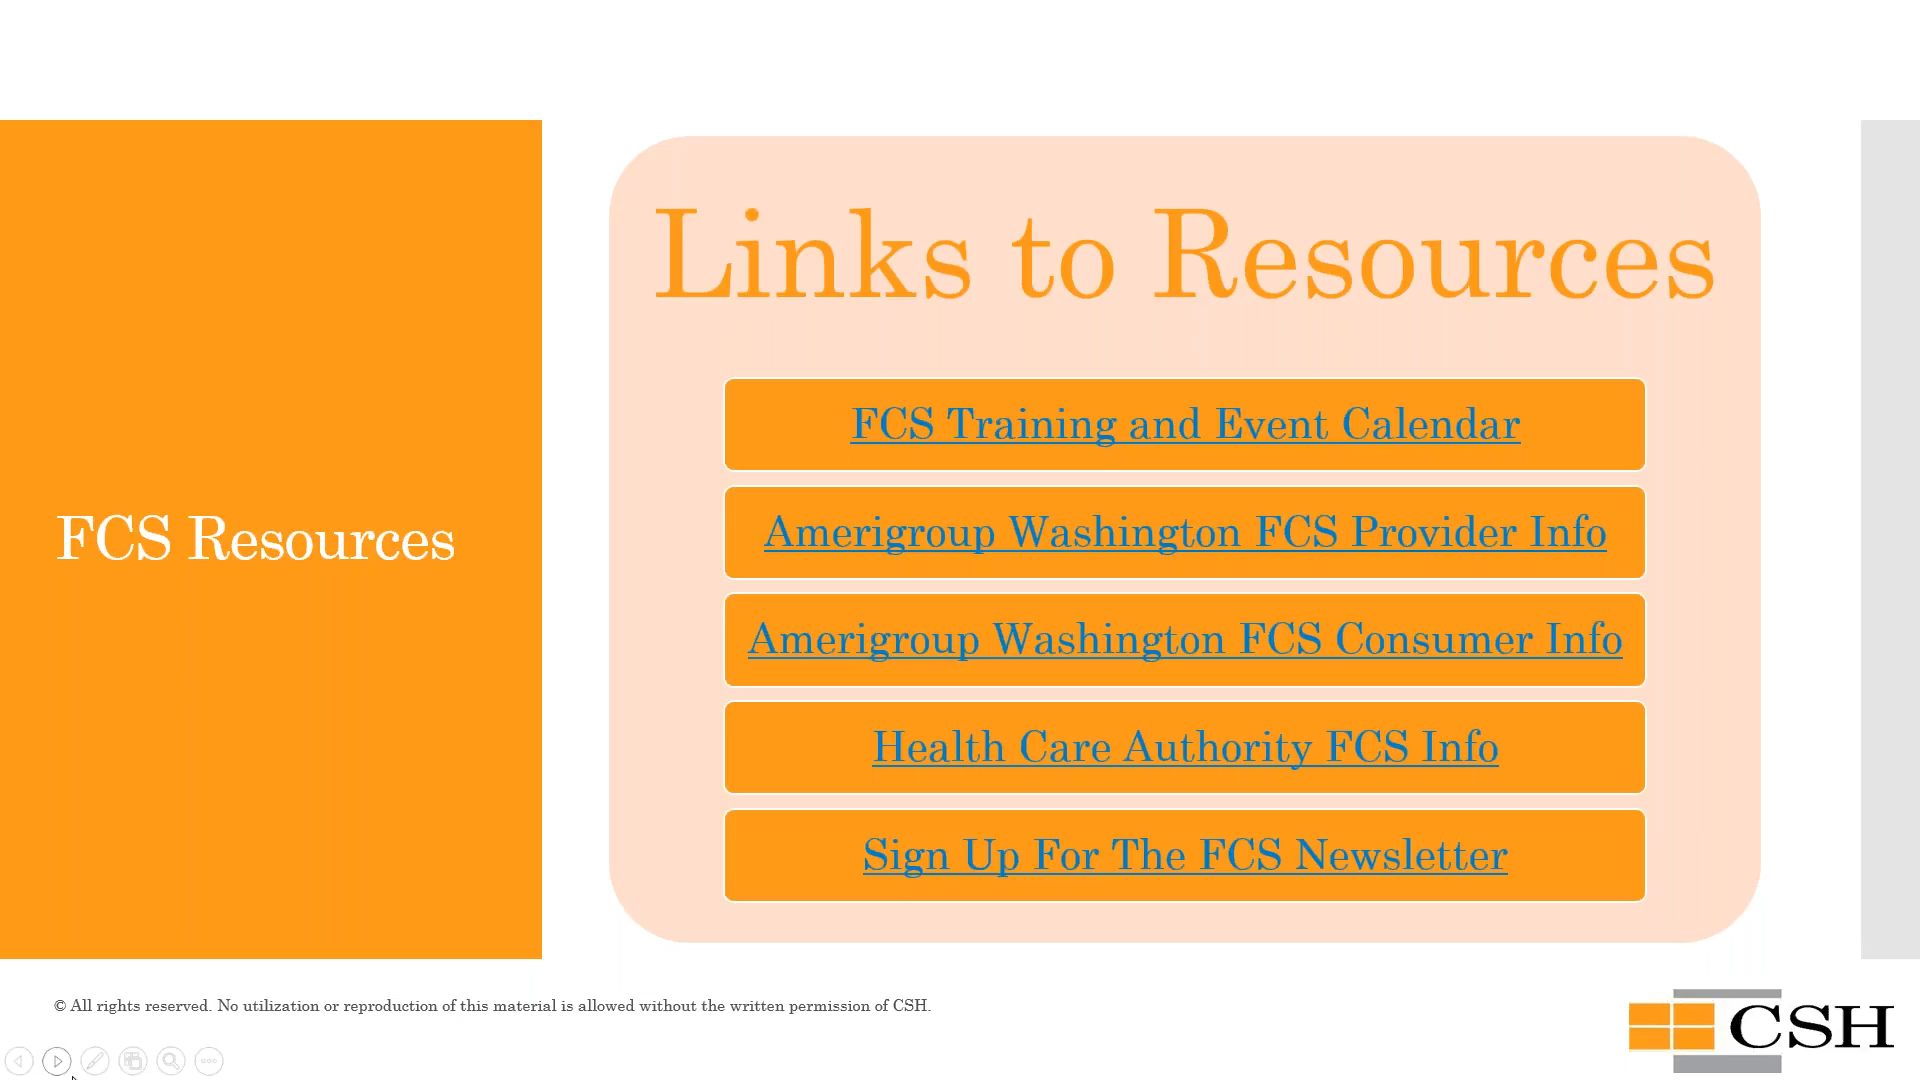 FCS Resources
Links to Resources
FCS Training and Event Calendar
Amerigroup Washington FCS Provider Info
Amerigroup Washington FCS Consumer Info
Health Care Authority FCS Info
Sign Up For The FCS Newsletter
© All rights reserved. No utilization or reproduction of this material is allowed without the written permission of CSH.
CSH